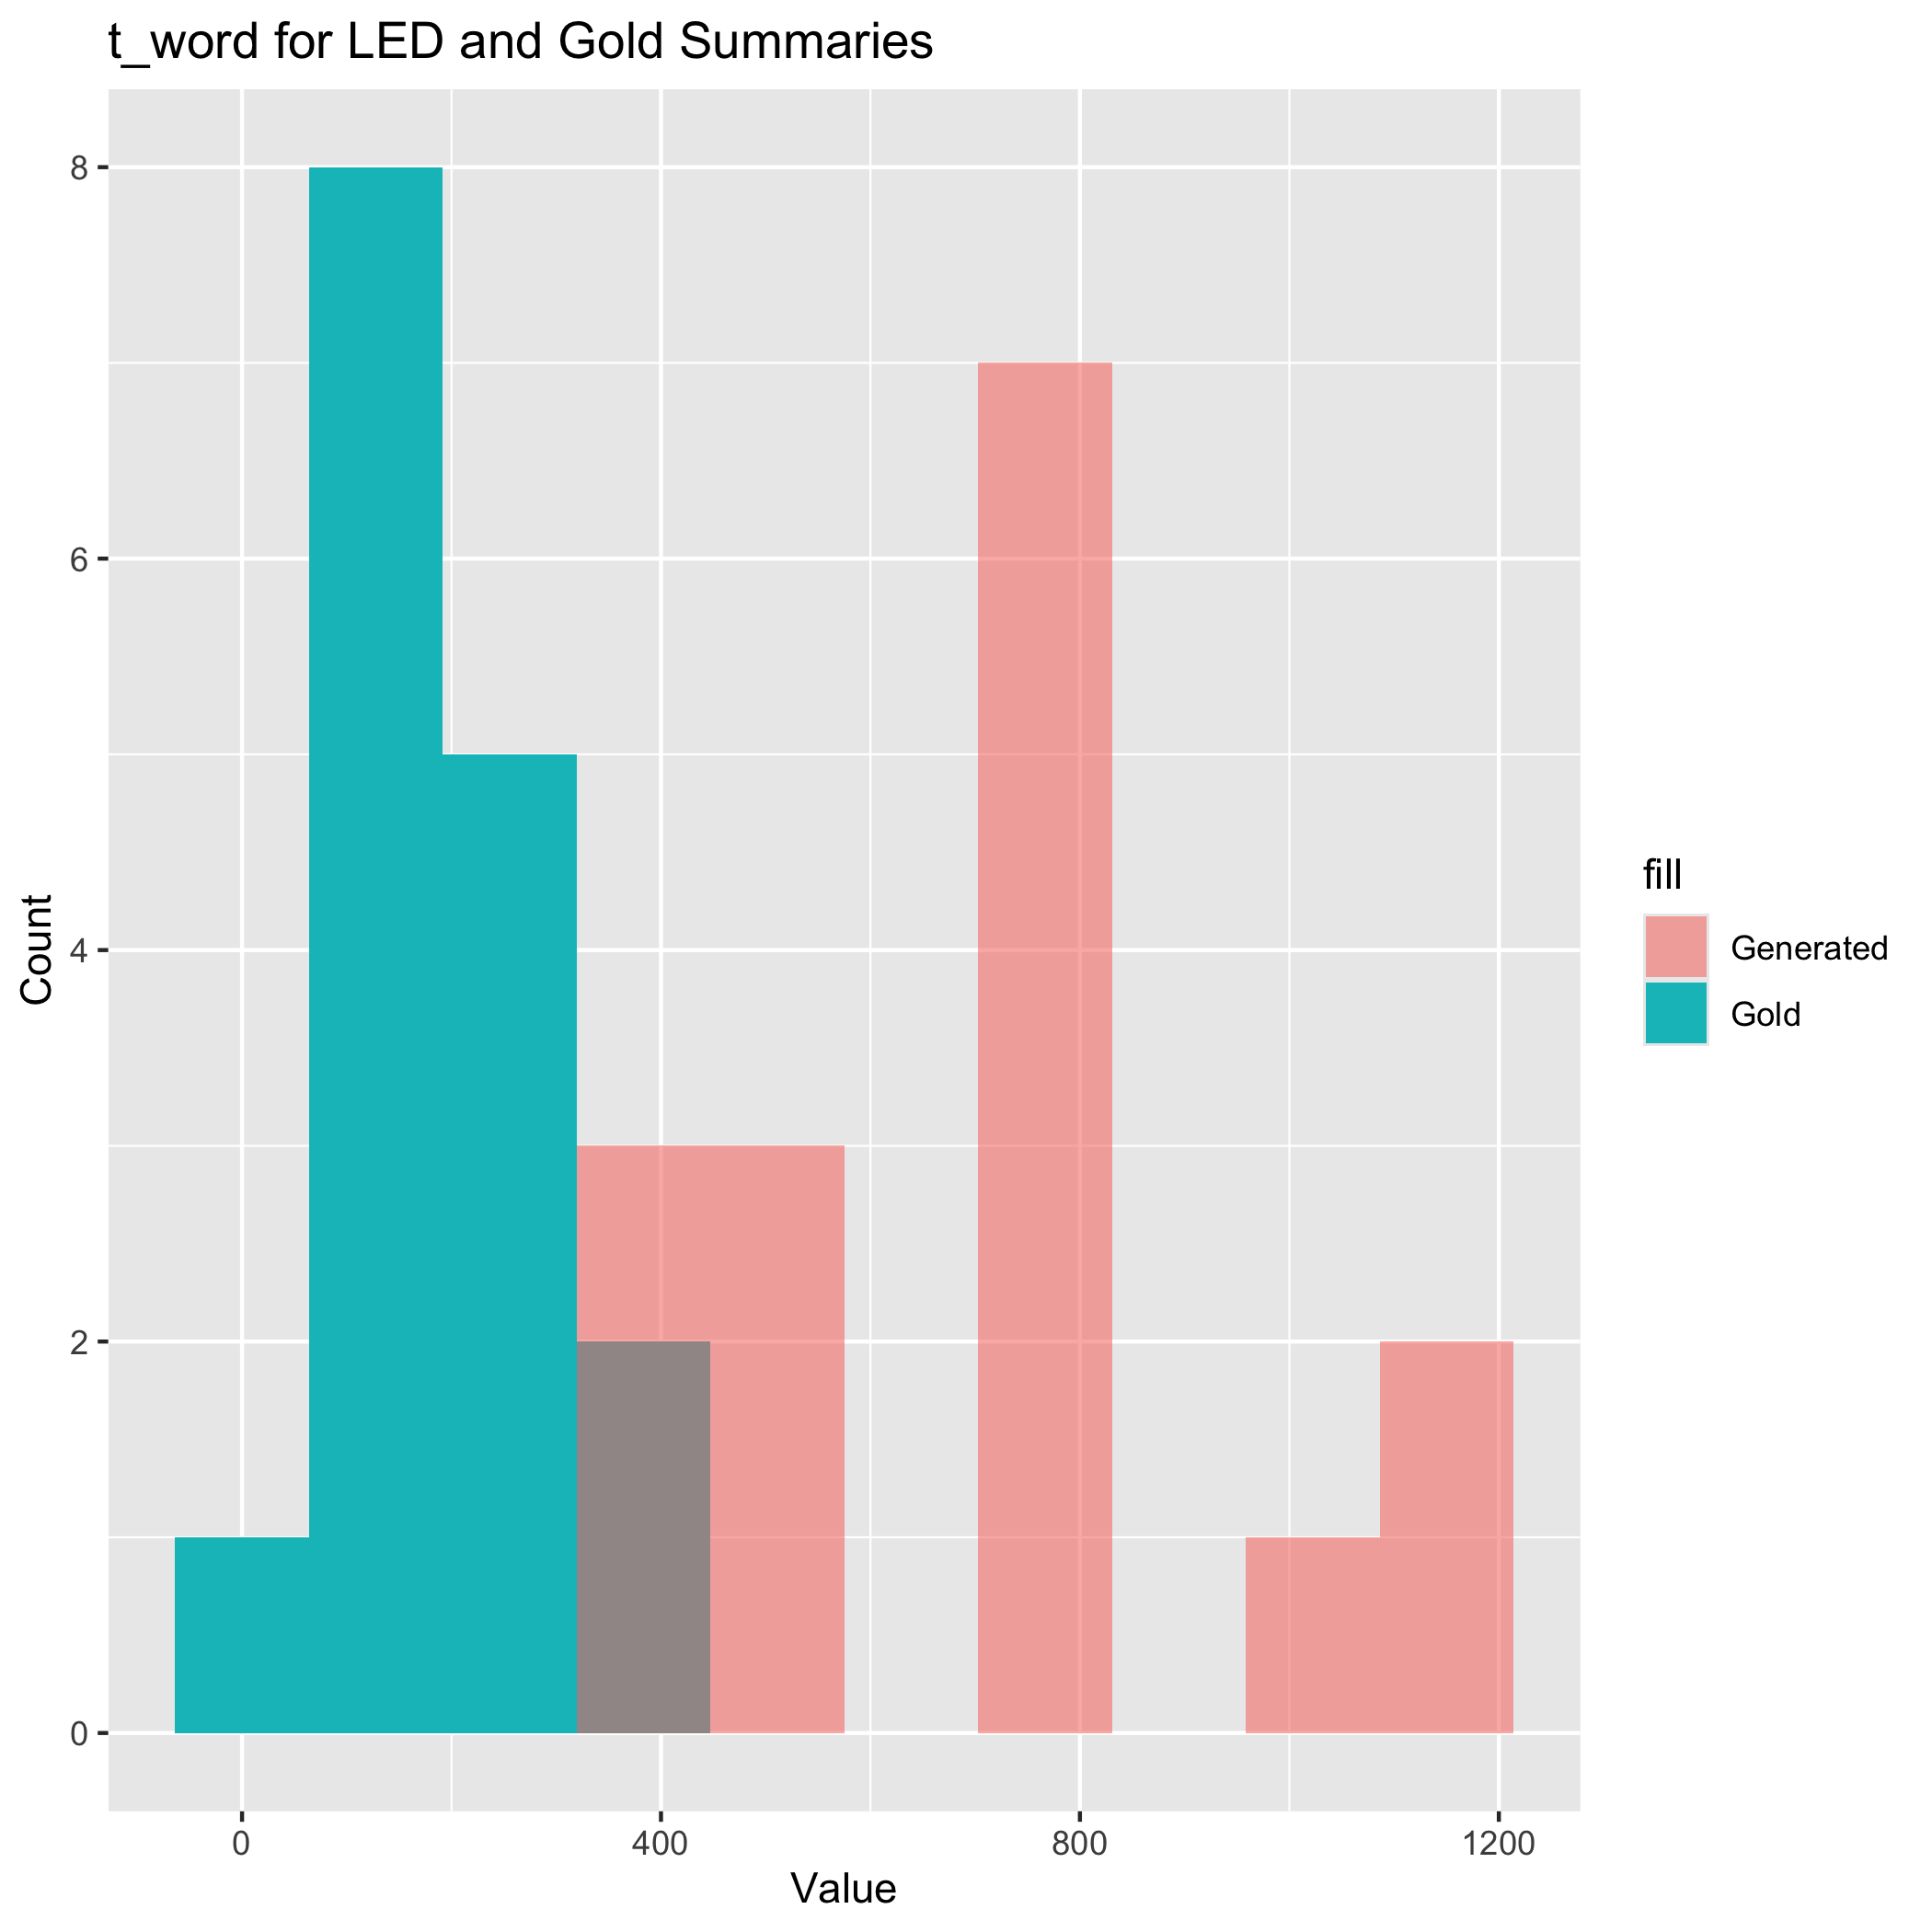 t_word for LED and Gold Summaries
8
6
4
2
0
Count
0 400 800 1200
Value
fill
Generated
Gold